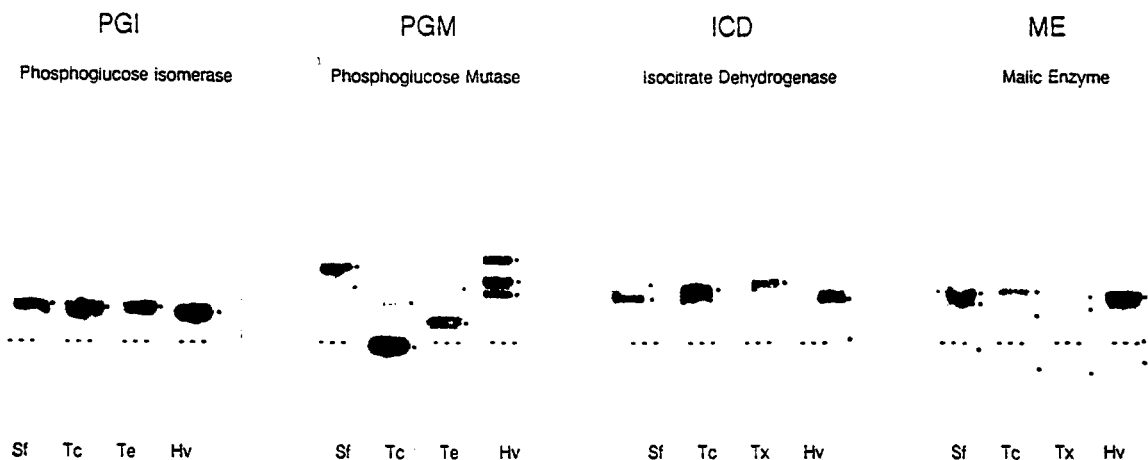 PGI PGM ICD ME
Phosphoglucose isomerase Phosphoglucose Mutase Isocitrate Dehydrogenase Malic Enzyme
Sf Tc Te Hv Sf Tc Te Hv Sf Tc Tx Hv Sf Tc Tx Hv